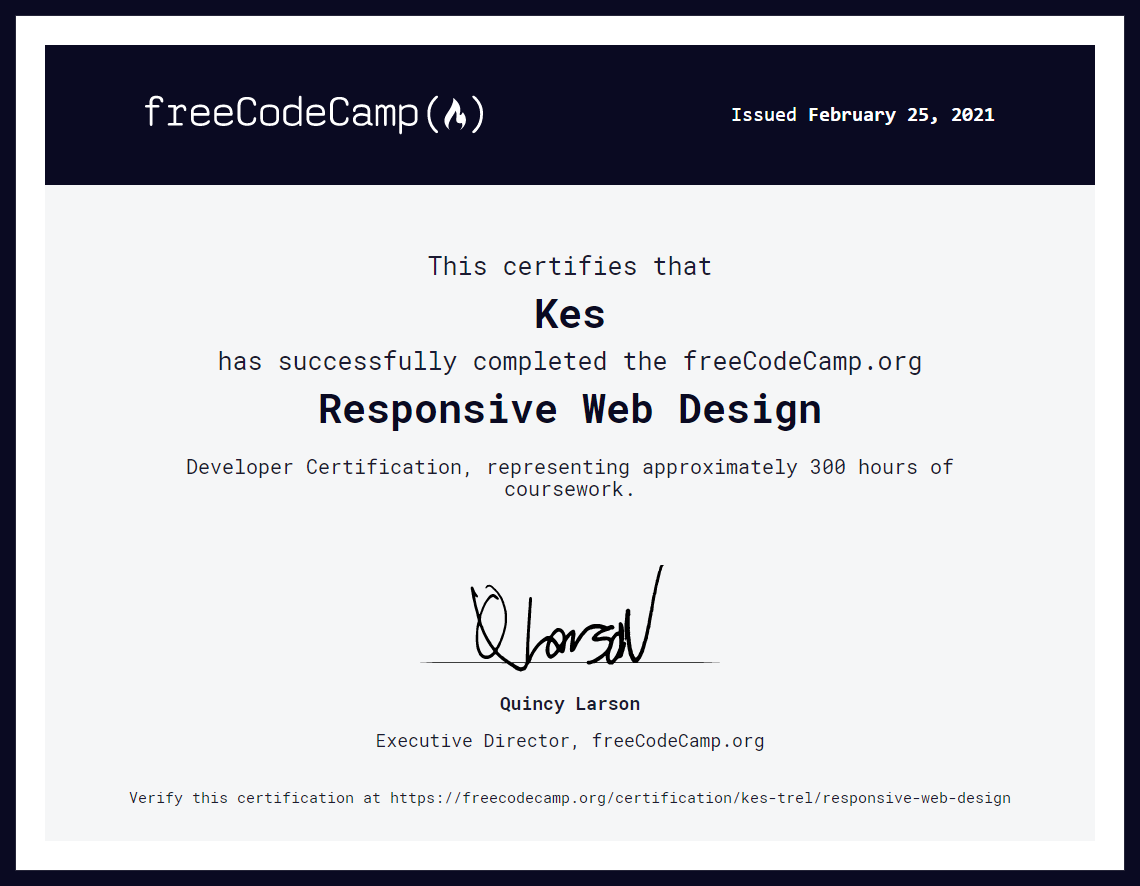 freeCodeCamp(🔥)
Issued February 25, 2021
This certifies that
Kes
has successfully completed the freeCodeCamp.org
Responsive Web Design
Developer Certification, representing approximately 300 hours of
coursework.
Q Larson
Quincy Larson
Executive Director, freeCodeCamp.org
Verify this certification at https://freecodecamp.org/certification/kes-trel/responsive-web-design